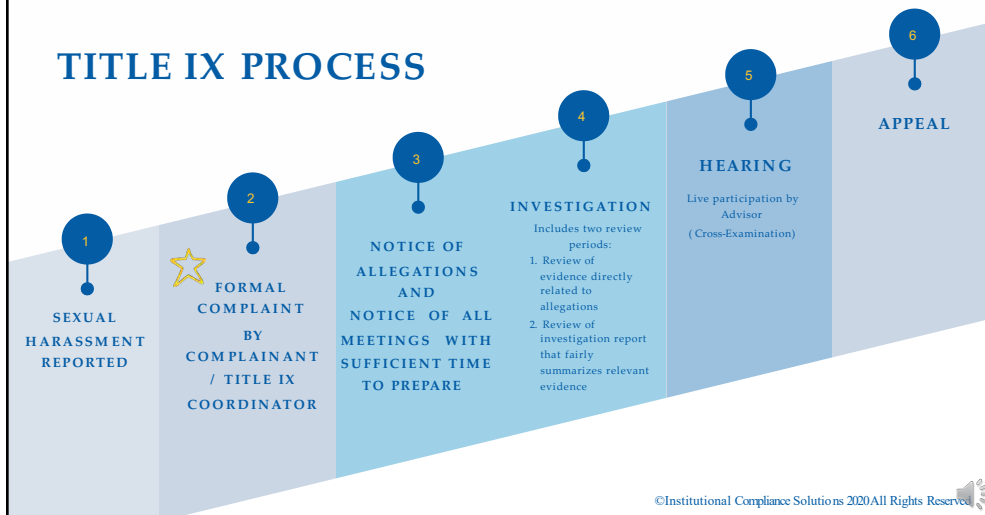 TITLE IX PROCESS
1
SEXUAL
HARASSMENT
REPORTED
2
FORMAL
COMPLAINT
BY
COMPLAINANT
/ TITLE IX
COORDINATOR
3
NOTICE OF
ALLEGATIONS
AND
NOTICE OF ALL
MEETINGS WITH
SUFFICIENT TIME
TO PREPARE
4
INVESTIGATION
Includes two review
periods:
1. Review of
evidence directly
related to
allegations
2. Review of
investigation report
that fairly
summarizes relevant
evidence
5
HEARING
Live participation by
Advisor
( Cross-Examination)
6
APPEAL
©Institutional Compliance Solutions 2020 All Rights Reserved